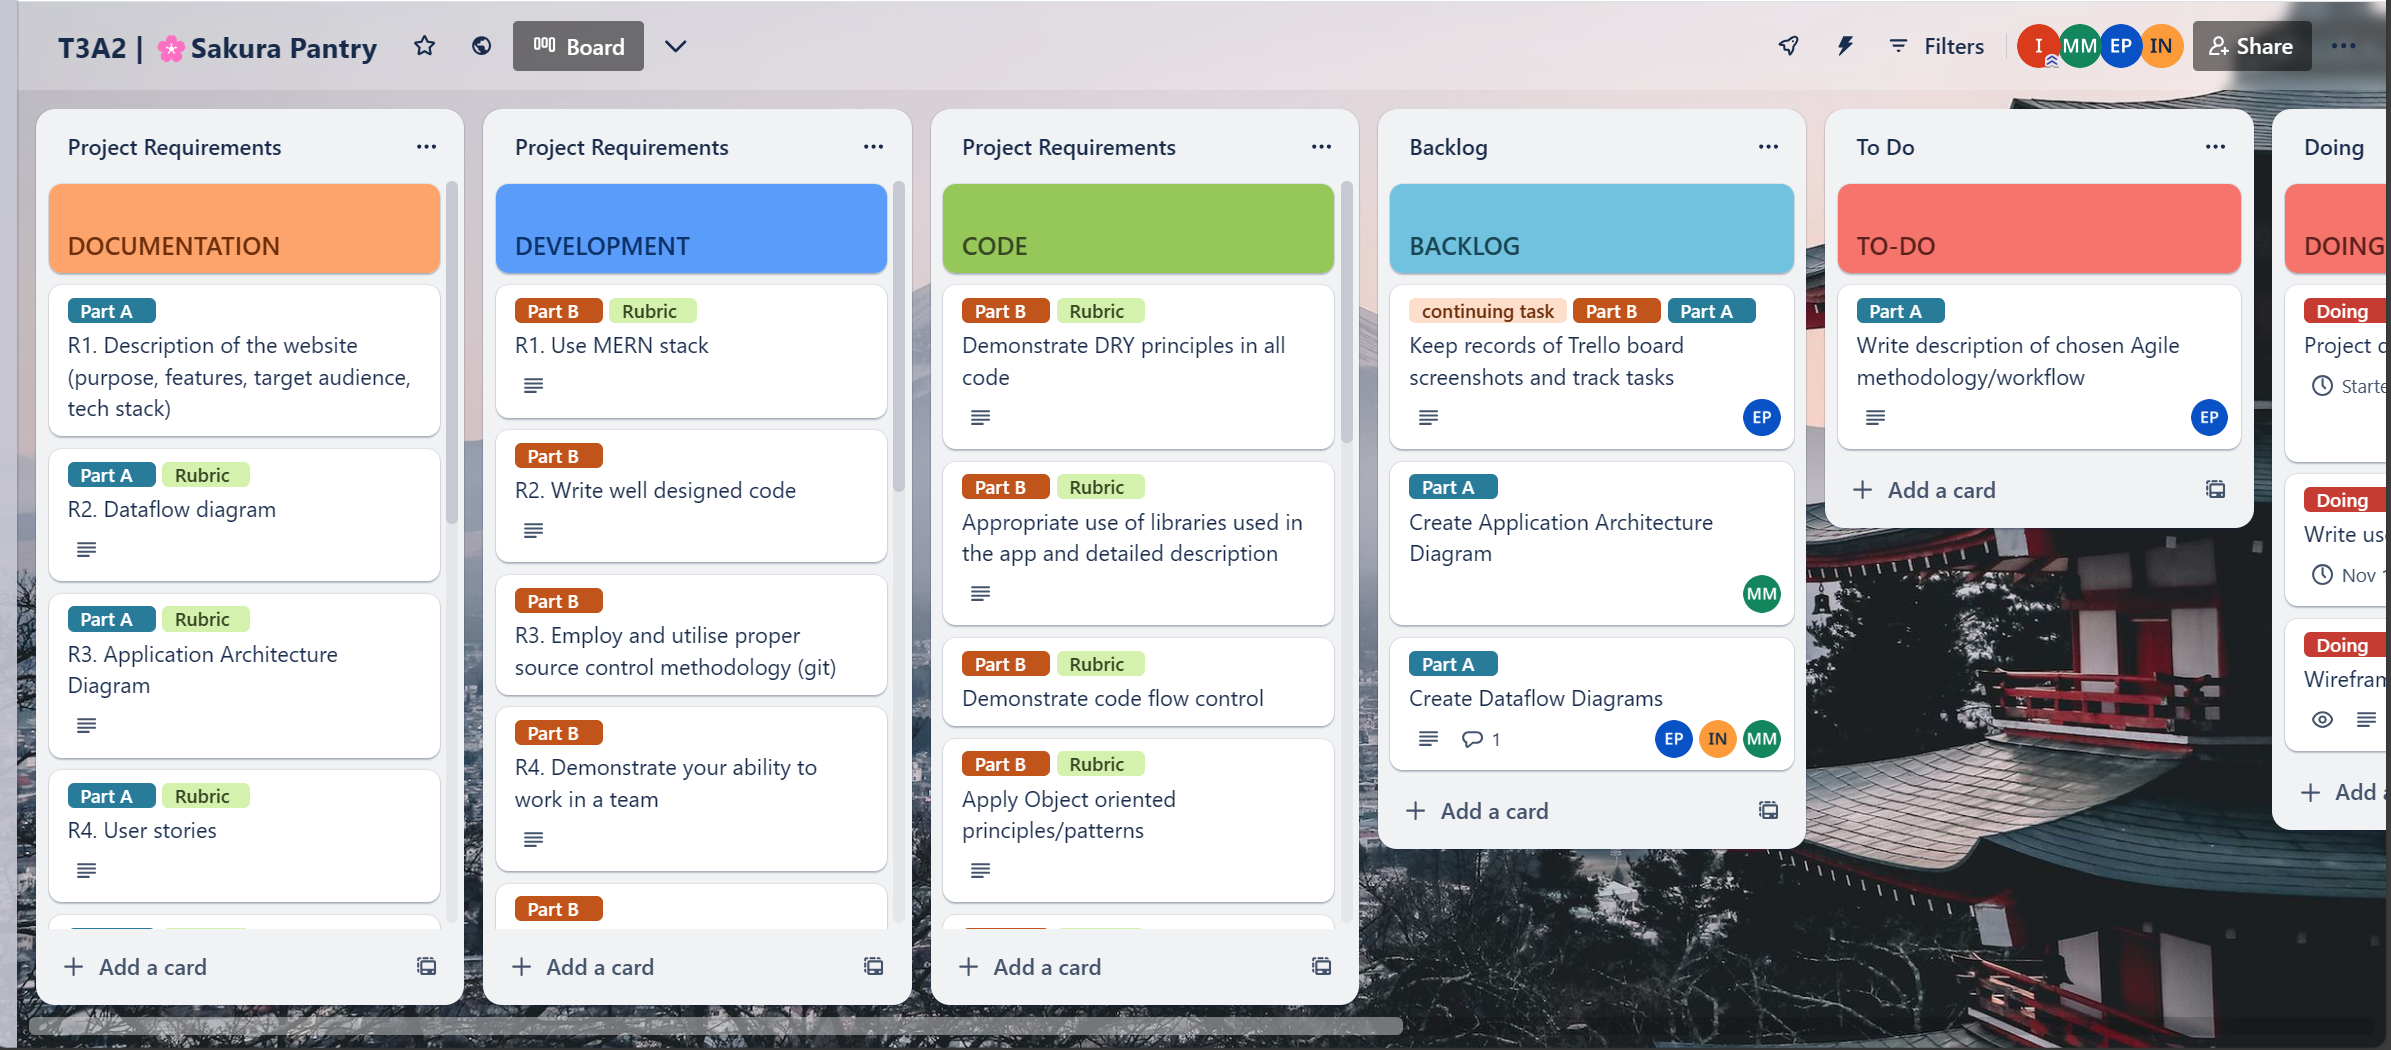 T3A2 | 🌸 Sakura Pantry
Board
Filters
I
MM
EP
IN
Share
Project Requirements
DOCUMENTATION
Part A
R1. Description of the website
(purpose, features, target audience,
tech stack)
Part A Rubric
R2. Dataflow diagram
Part A Rubric
R3. Application Architecture
Diagram
Part A Rubric
R4. User stories
+ Add a card
Project Requirements
DEVELOPMENT
Part B Rubric
R1. Use MERN stack
Part B
R2. Write well designed code
Part B
R3. Employ and utilise proper
source control methodology (git)
Part B
R4. Demonstrate your ability to
work in a team
Part B
+ Add a card
Project Requirements
CODE
Part B Rubric
Demonstrate DRY principles in all
code
Part B Rubric
Appropriate use of libraries used in
the app and detailed description
Part B Rubric
Demonstrate code flow control
Part B Rubric
Apply Object oriented
principles/patterns
+ Add a card
Backlog
BACKLOG
continuing task Part B Part A
Keep records of Trello board
screenshots and track tasks
EP
Part A
Create Application Architecture
Diagram
MM
Part A
Create Dataflow Diagrams
1
EP IN MM
+ Add a card
To Do
TO-DO
Part A
Write description of chosen Agile
methodology/workflow
EP
+ Add a card
Doing
DOING
Doing
Project
Doing
Write
Nov
Doing
+ Add